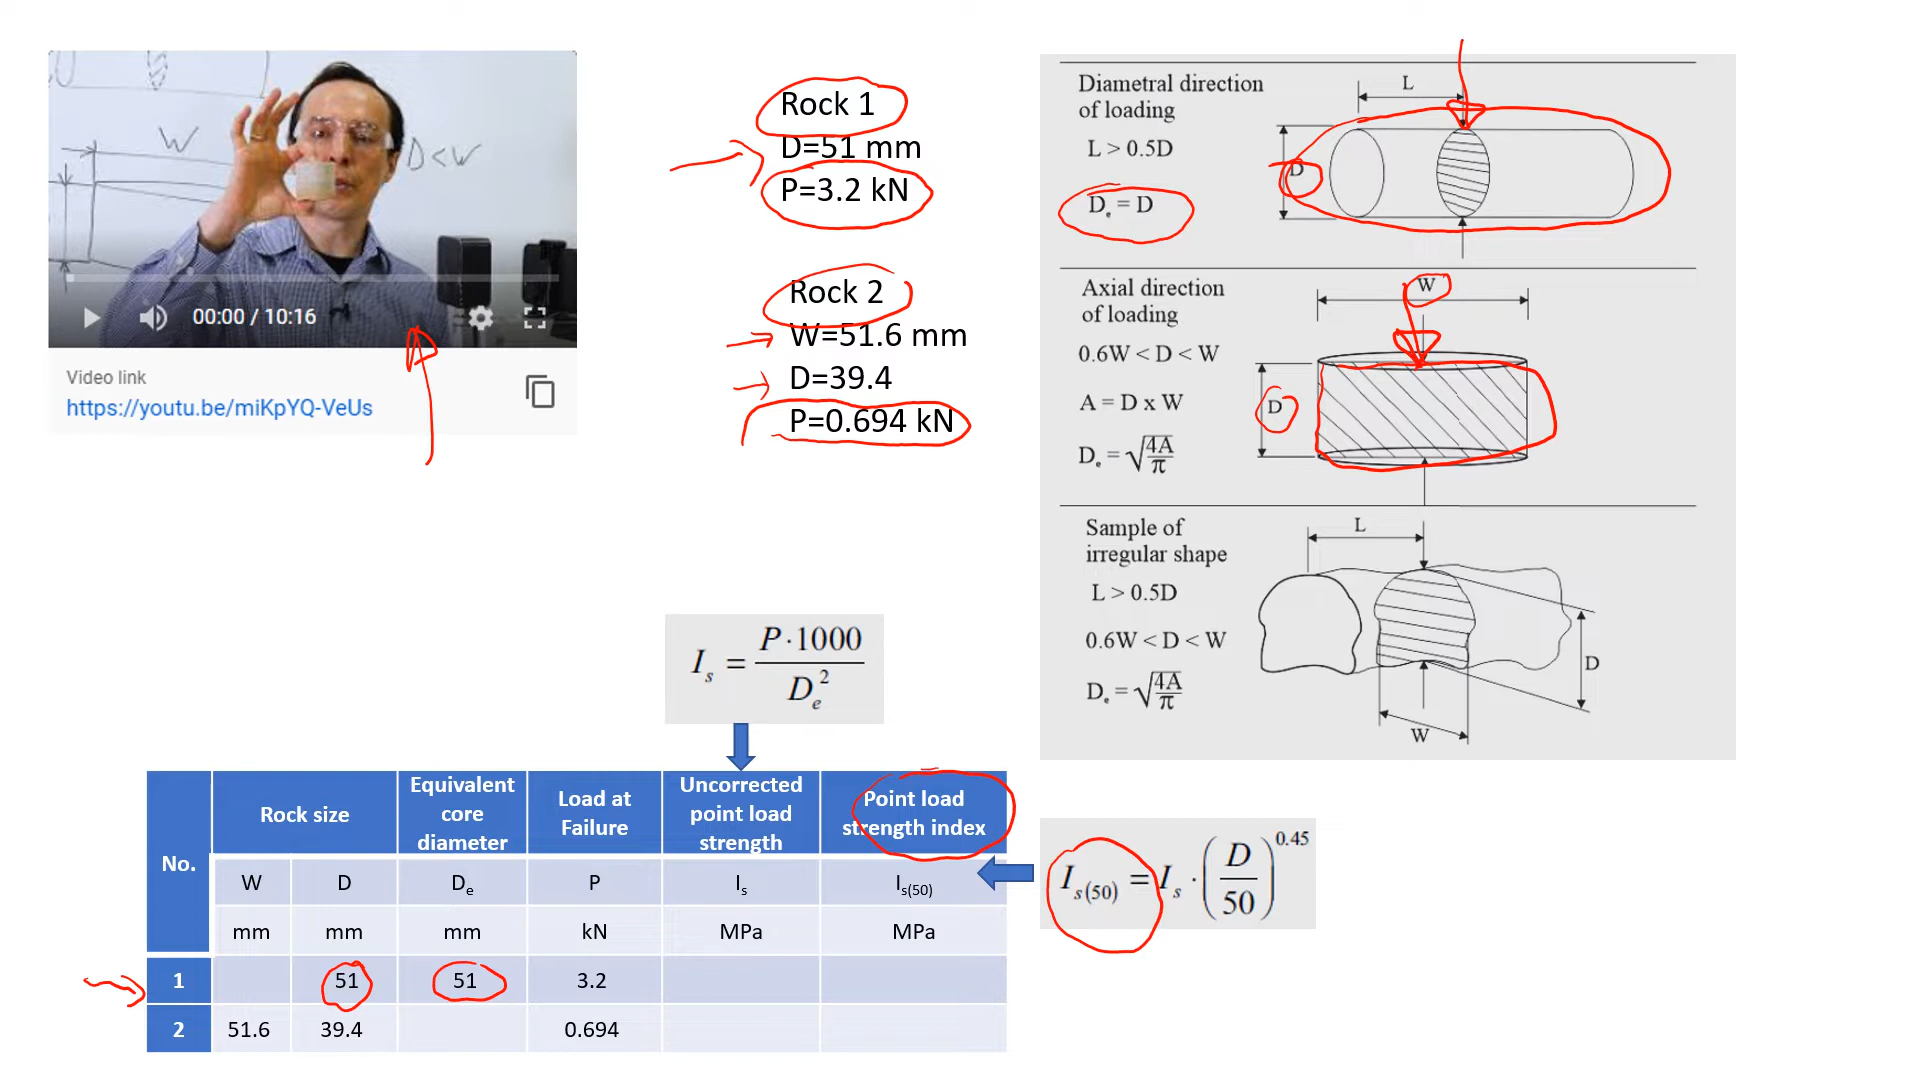 W
D<W
00:00 / 10:16
Video link
https://youtu.be/miKpYQ-VeUs
Rock 1
D=51 mm
P=3.2 kN
Rock 2
W=51.6 mm
D=39.4
P=0.694 kN
Diametral direction
of loading
L > 0.5D
Dₑ = D
L
D
Axial direction
of loading
0.6W < D < W
A = D x W
Dₑ = √(4A/π)
W
D
Sample of
irregular shape
L > 0.5D
0.6W < D < W
Dₑ = √(4A/π)
L
D
W
Iₛ = P·1000 / Dₑ²
No. Rock size Equivalent core diameter Load at Failure Uncorrected point load strength Point load strength index
W D Dₑ P Iₛ Iₛ₍₅₀₎
mm mm mm kN MPa MPa
1 51 51 3.2
2 51.6 39.4 0.694
Iₛ₍₅₀₎ = Iₛ · (D/50)^0.45